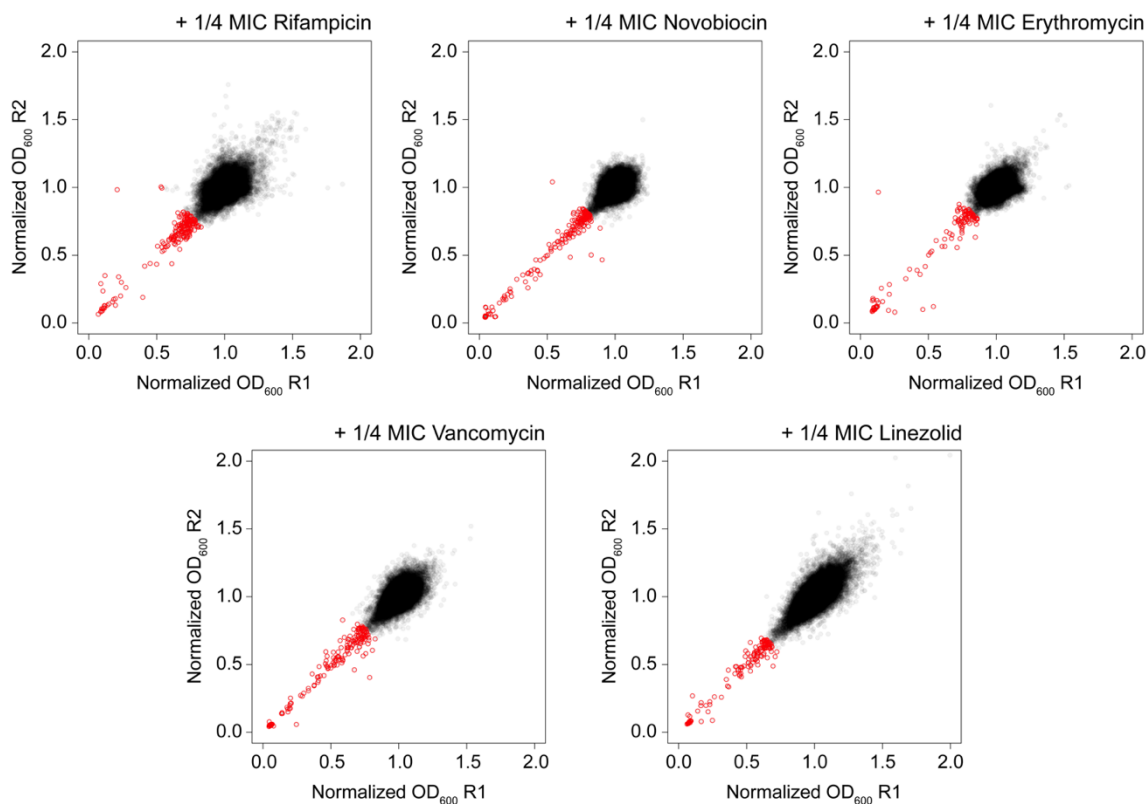 + 1/4 MIC Rifampicin
2.0
1.5
1.0
0.5
0.0
Normalized OD600 R2
0.0 0.5 1.0 1.5 2.0
Normalized OD600 R1
+ 1/4 MIC Novobiocin
2.0
1.5
1.0
0.5
0.0
Normalized OD600 R2
0.0 0.5 1.0 1.5 2.0
Normalized OD600 R1
+ 1/4 MIC Erythromycin
2.0
1.5
1.0
0.5
0.0
Normalized OD600 R2
0.0 0.5 1.0 1.5 2.0
Normalized OD600 R1
+ 1/4 MIC Vancomycin
2.0
1.5
1.0
0.5
0.0
Normalized OD600 R2
0.0 0.5 1.0 1.5 2.0
Normalized OD600 R1
+ 1/4 MIC Linezolid
2.0
1.5
1.0
0.5
0.0
Normalized OD600 R2
0.0 0.5 1.0 1.5 2.0
Normalized OD600 R1